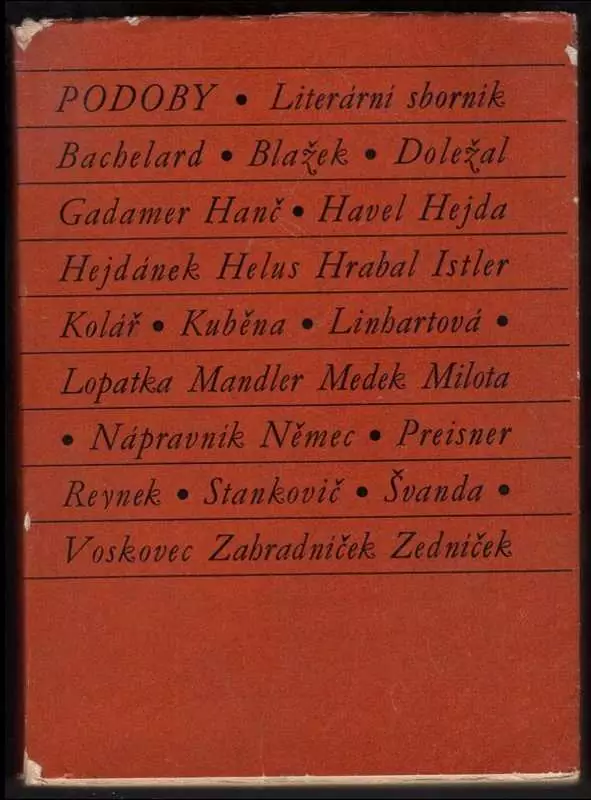 PODOBY • Literární sborník
Bachelard • Blažek • Doležal
Gadamer Hanč • Havel Hejda
Hejdánek Helus Hrabal Istler
Kolář • Kuběna • Linhartová •
Lopatka Mandler Medek Milota
• Nápravník Němec • Preisner
Reynek • Stankovič • Švanda •
Voskovec Zahradníček Zedníček